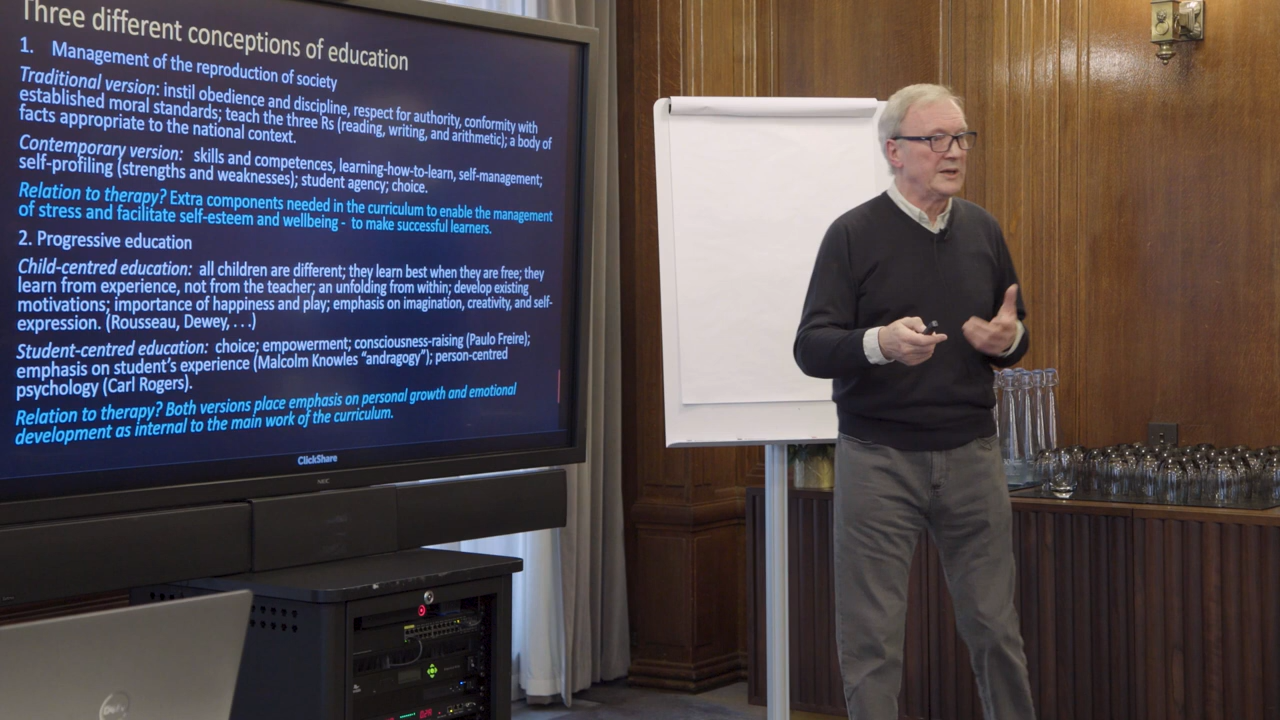 Three different conceptions of education
1. Management of the reproduction of society
Traditional version: instil obedience and discipline, respect for authority, conformity with
established moral standards; teach the three Rs (reading, writing, and arithmetic); a body of
facts appropriate to the national context.
Contemporary version: skills and competences, learning-how-to-learn, self-management;
self-profiling (strengths and weaknesses); student agency; choice.
Relation to therapy? Extra components needed in the curriculum to enable the management
of stress and facilitate self-esteem and wellbeing - to make successful learners.
2. Progressive education
Child-centred education: all children are different; they learn best when they are free; they
learn from experience, not from the teacher; an unfolding from within; develop existing
motivations; importance of happiness and play; emphasis on imagination, creativity, and self-
expression. (Rousseau, Dewey, . . .)
Student-centred education: choice; empowerment; consciousness-raising (Paulo Freire);
emphasis on student's experience (Malcolm Knowles “andragogy”); person-centred
psychology (Carl Rogers).
Relation to therapy? Both versions place emphasis on personal growth and emotional
development as internal to the main work of the curriculum.
ClickShare
NEC
DELL